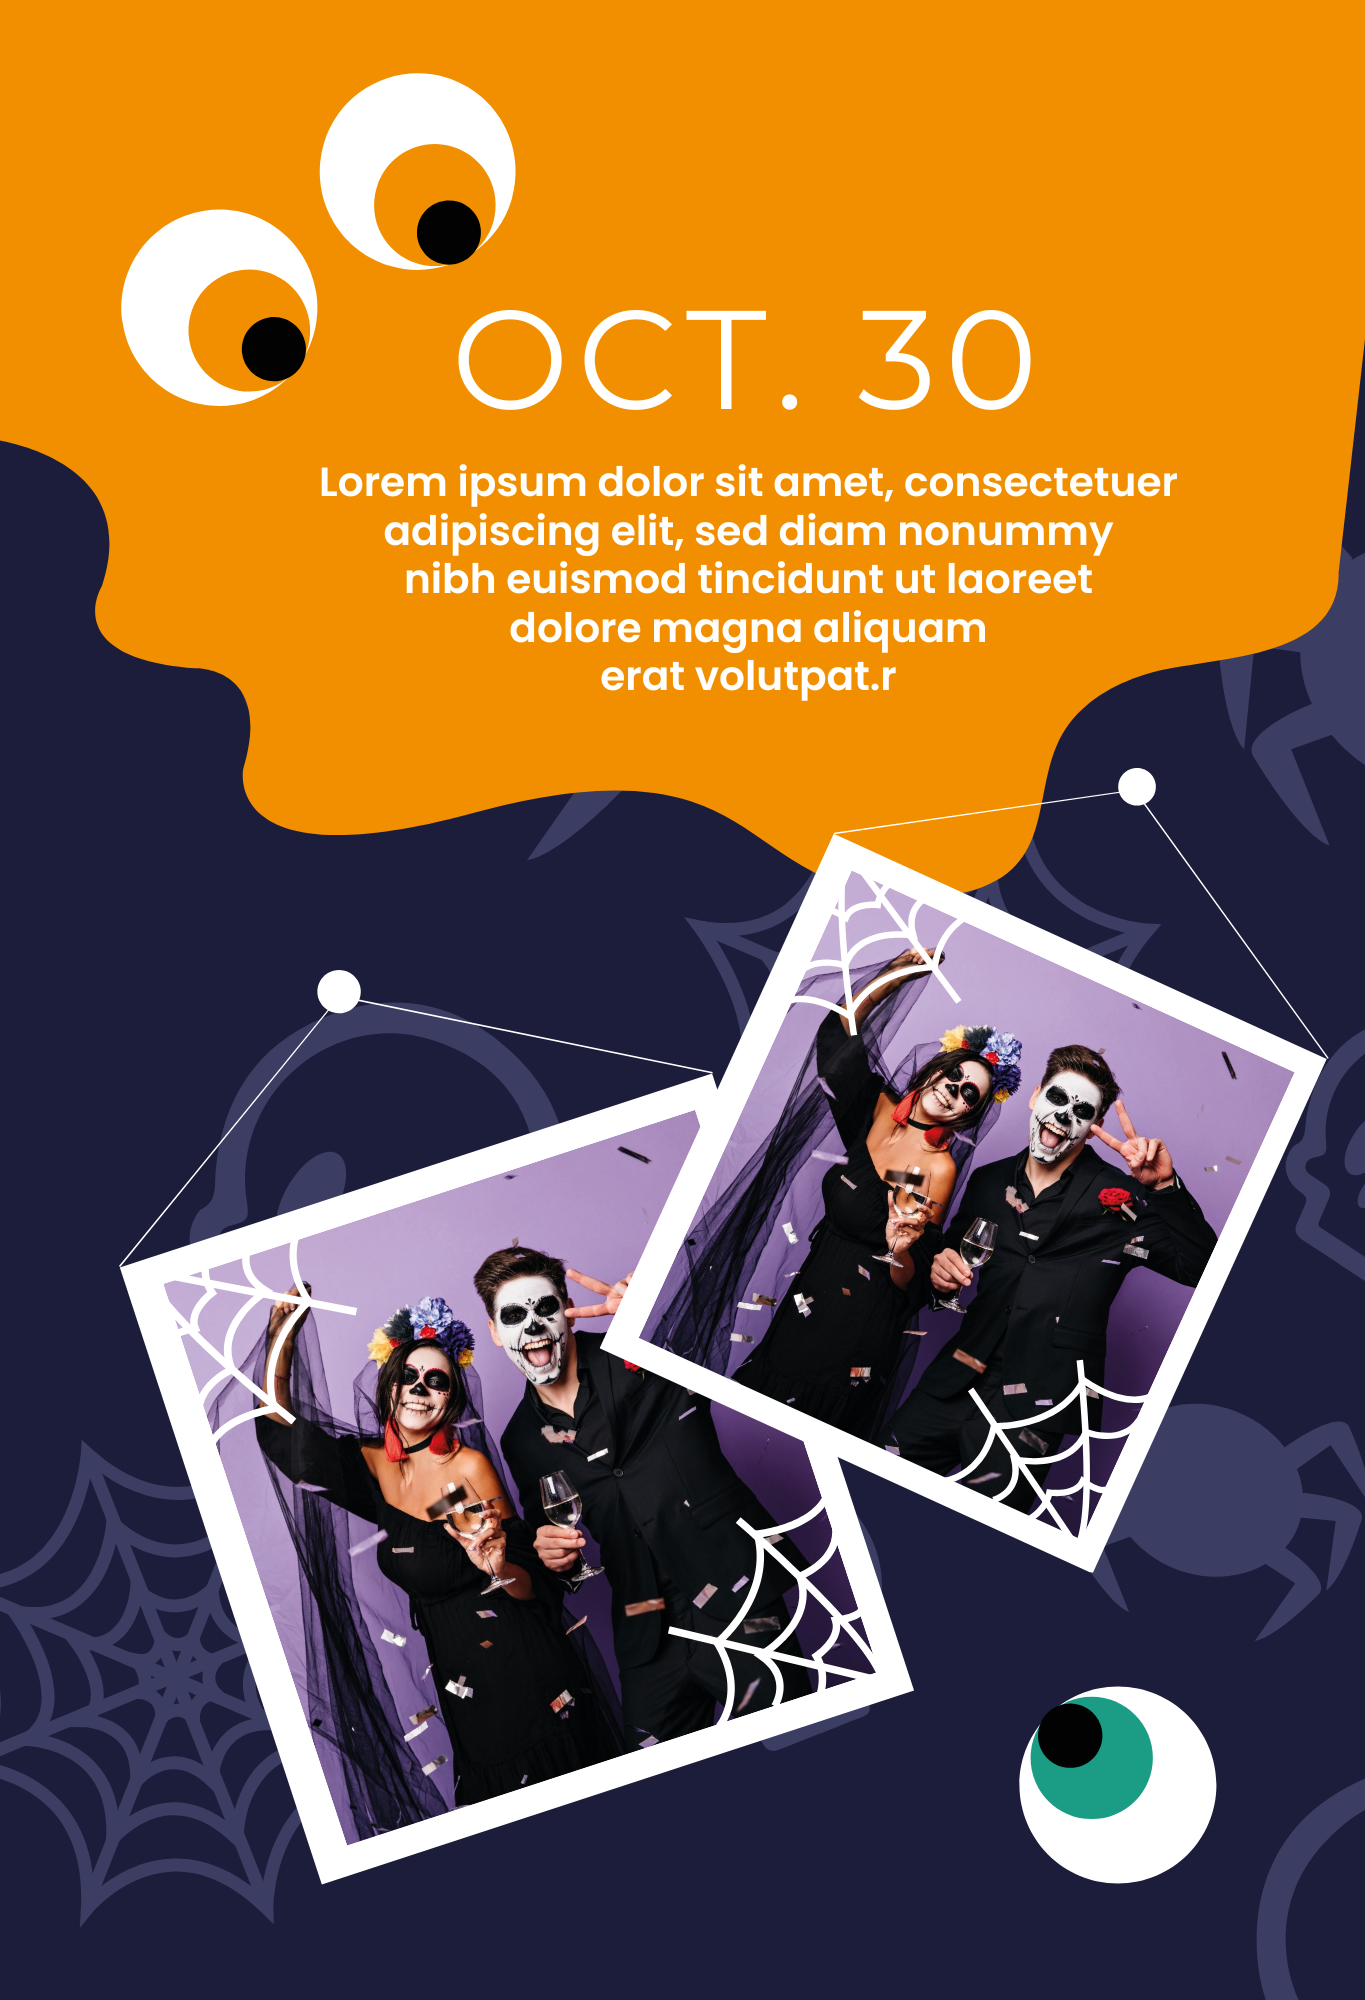 OCT. 30
Lorem ipsum dolor sit amet, consectetuer
adipiscing elit, sed diam nonummy
nibh euismod tincidunt ut laoreet
dolore magna aliquam
erat volutpat.r